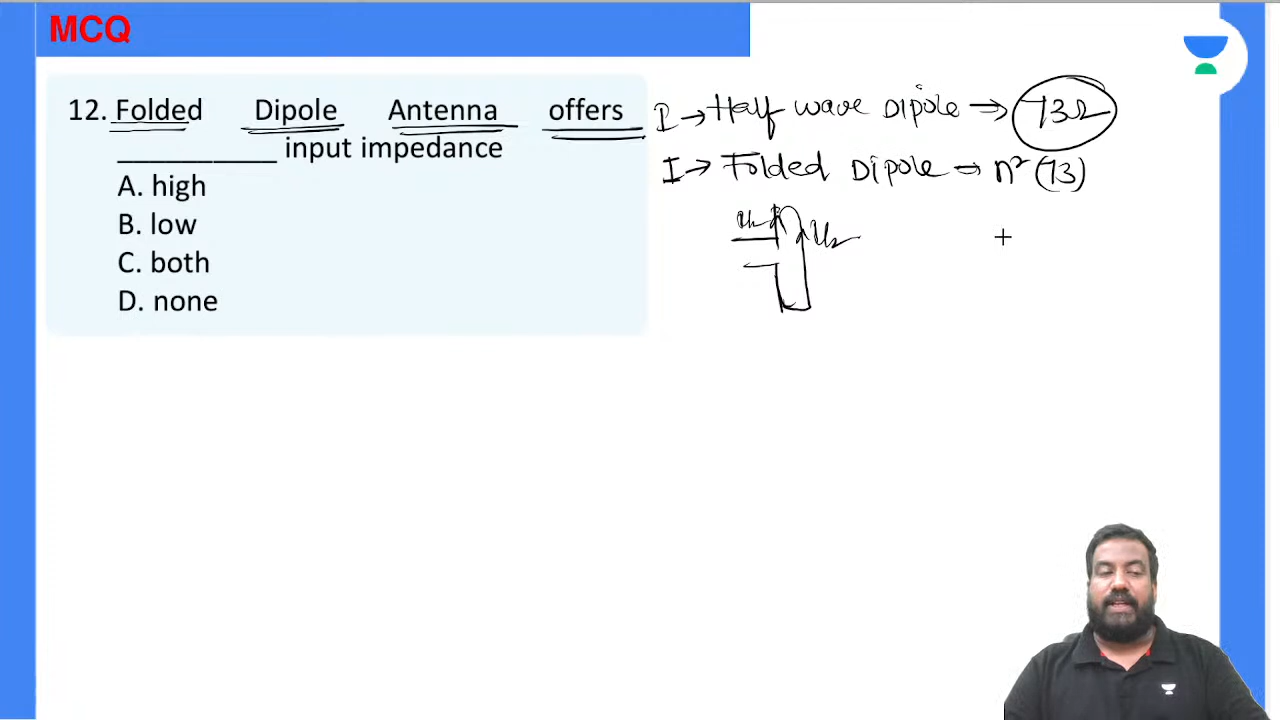 MCQ
12. Folded Dipole Antenna offers
__________ input impedance
A. high
B. low
C. both
D. none
I → Half wave Dipole → 73Ω
I → Folded Dipole → n²(73)